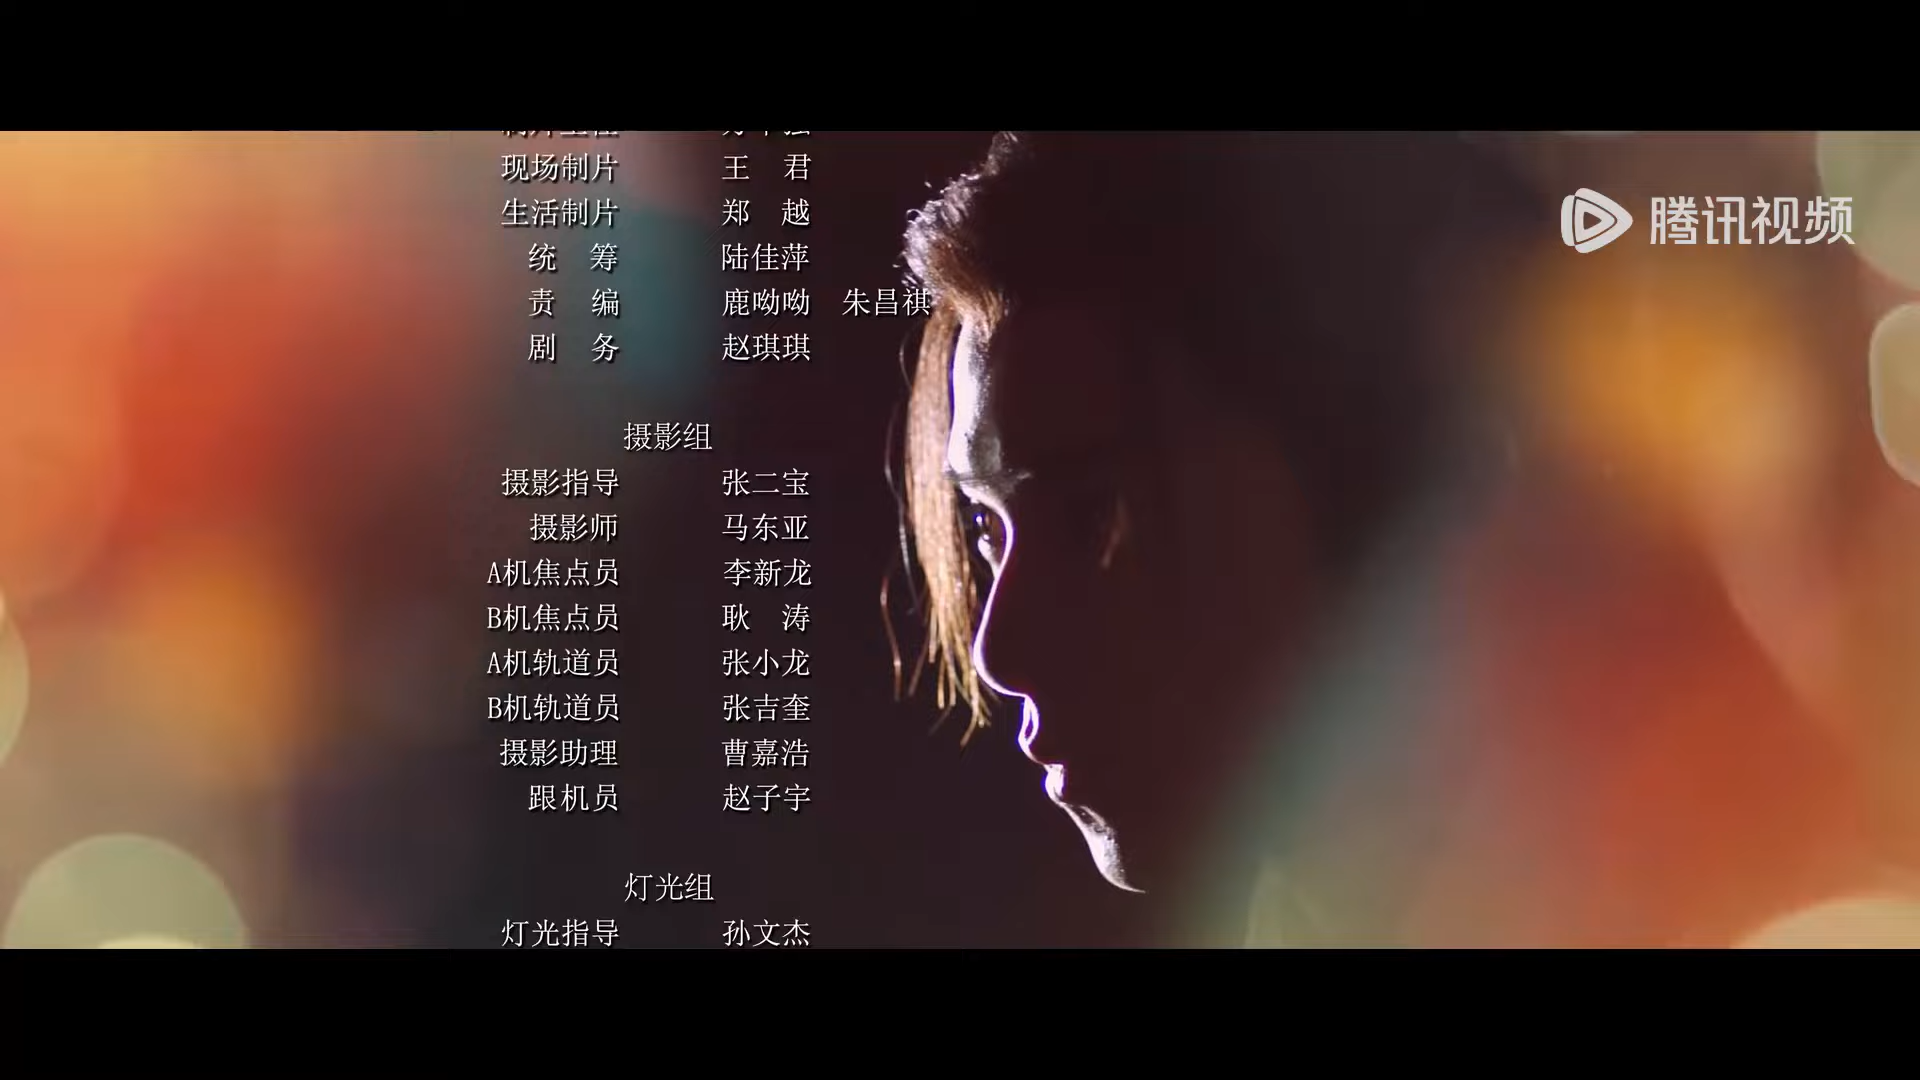 现场制片 王 君
腾讯视频
生活制片 郑 越
统 筹 陆佳萍
责 编 鹿呦呦 朱昌祺
剧 务 赵琪琪
摄影组
摄影指导 张二宝
摄影师 马东亚
A机焦点员 李新龙
B机焦点员 耿 涛
A机轨道员 张小龙
B机轨道员 张吉奎
摄影助理 曹嘉浩
跟机员 赵子宇
灯光组
灯光指导 孙文杰